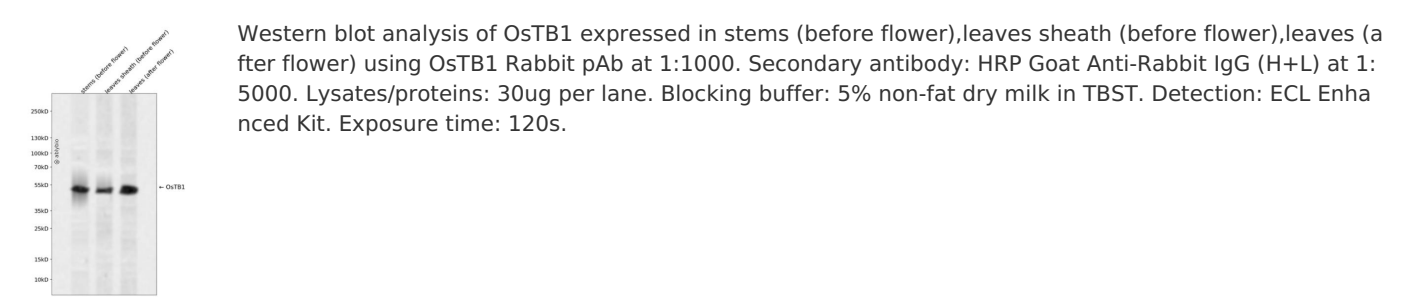 Western blot analysis of OsTB1 expressed in stems (before flower),leaves sheath (before flower),leaves (a
fter flower) using OsTB1 Rabbit pAb at 1:1000. Secondary antibody: HRP Goat Anti-Rabbit IgG (H+L) at 1:
5000. Lysates/proteins: 30ug per lane. Blocking buffer: 5% non-fat dry milk in TBST. Detection: ECL Enha
nced Kit. Exposure time: 120s.
stems (before flower)
leaves sheath (before flower)
leaves (after flower)
250kD
130kD
100kD
70kD
55kD
35kD
25kD
15kD
10kD
← OsTB1